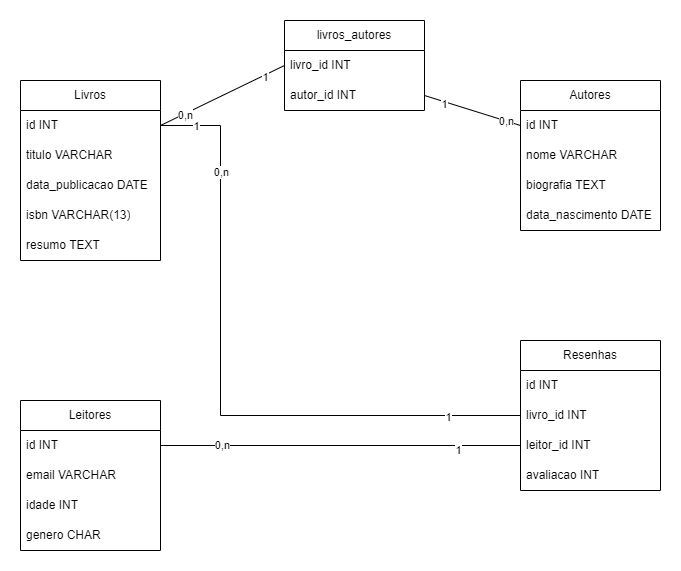 livros_autores
livro_id INT
autor_id INT
1
0,n
1
0,n
Livros
id INT
titulo VARCHAR
data_publicacao DATE
isbn VARCHAR(13)
resumo TEXT
Autores
id INT
nome VARCHAR
biografia TEXT
data_nascimento DATE
1
0,n
1
Resenhas
id INT
livro_id INT
leitor_id INT
avaliacao INT
Leitores
id INT
email VARCHAR
idade INT
genero CHAR
0,n
1